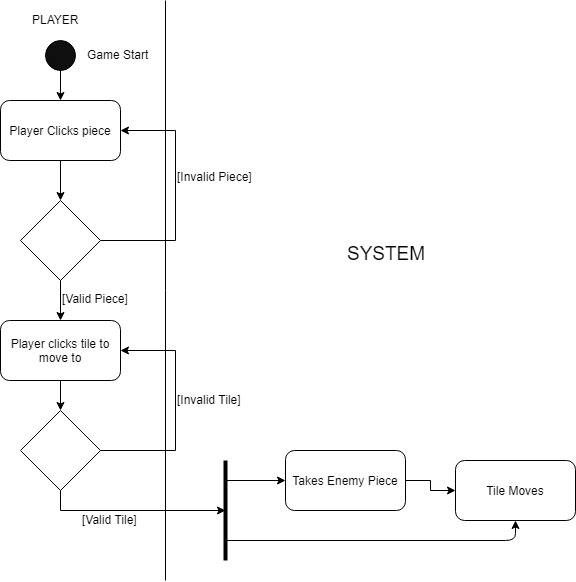 PLAYER
Game Start
Player Clicks piece
[Invalid Piece]
SYSTEM
[Valid Piece]
Player clicks tile to
move to
[Invalid Tile]
Takes Enemy Piece
Tile Moves
[Valid Tile]